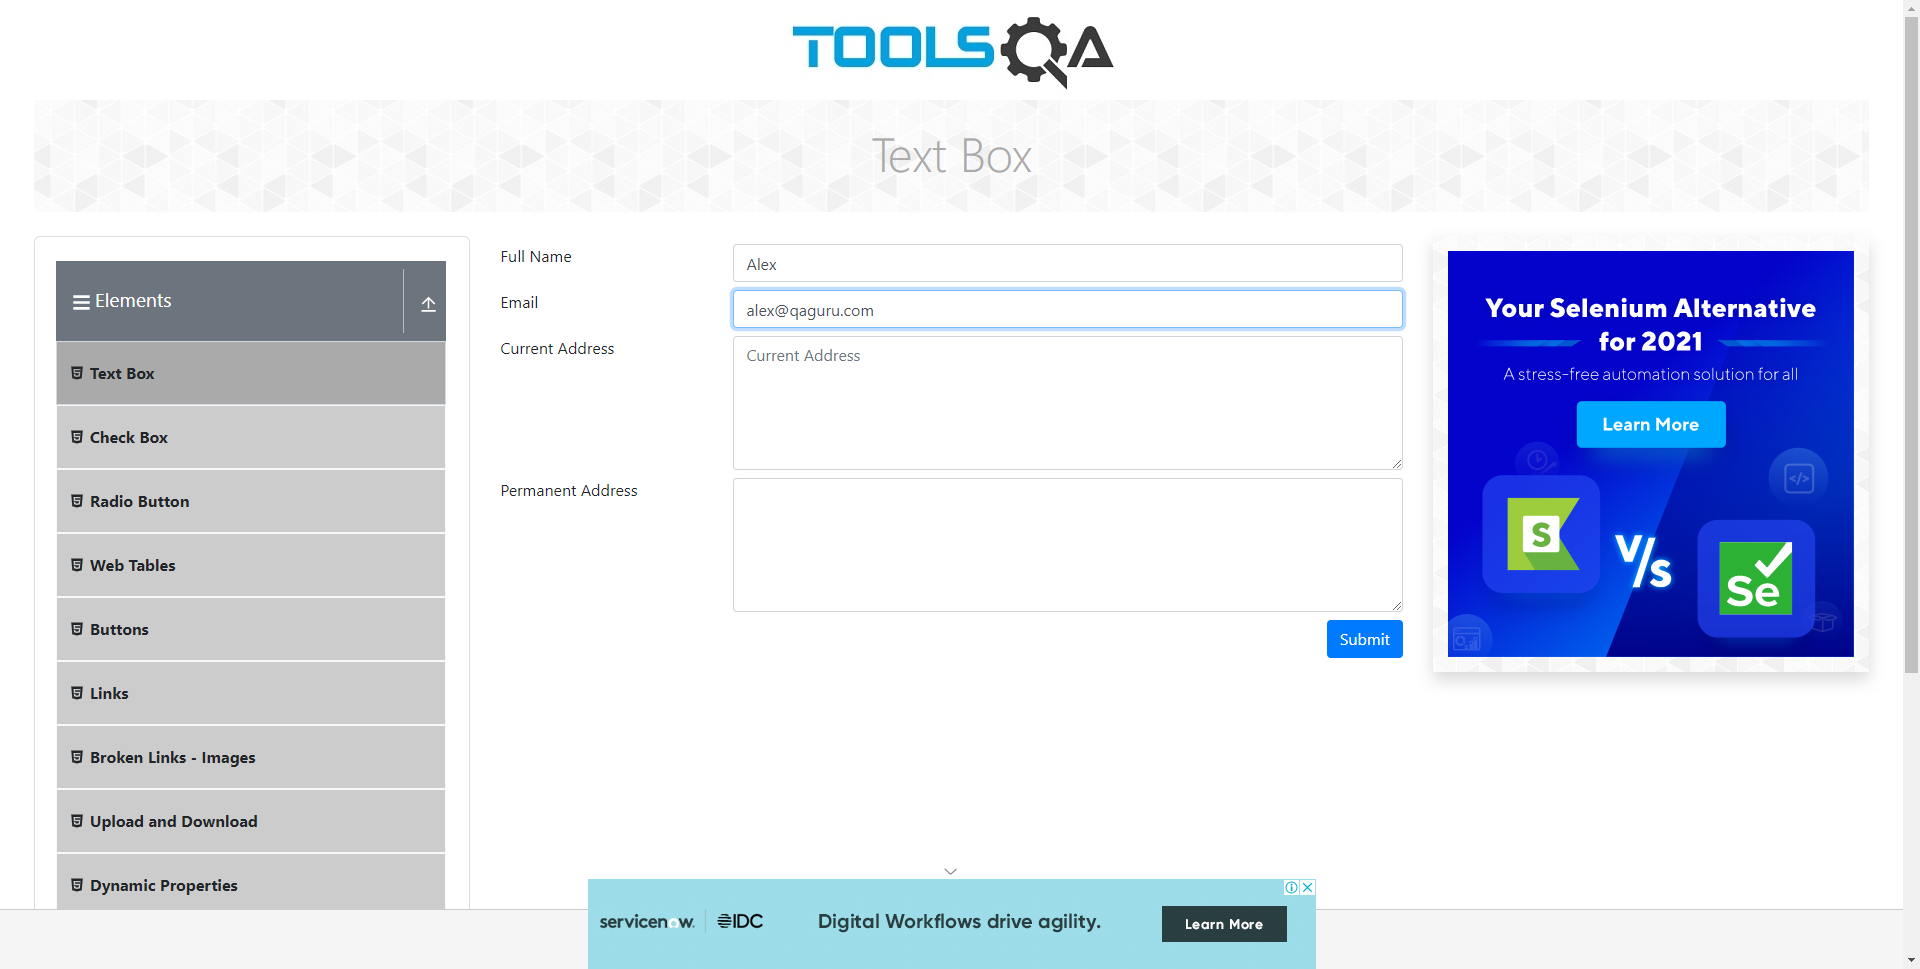 TOOLSQA
Text Box
Elements
Text Box
Check Box
Radio Button
Web Tables
Buttons
Links
Broken Links - Images
Upload and Download
Dynamic Properties
Full Name
Alex
Email
alex@qaguru.com
Current Address
Current Address
Permanent Address
Submit
Your Selenium Alternative
for 2021
A stress-free automation solution for all
Learn More
S
V/s
Se
</>
servicenow.
IDC
Digital Workflows drive agility.
Learn More